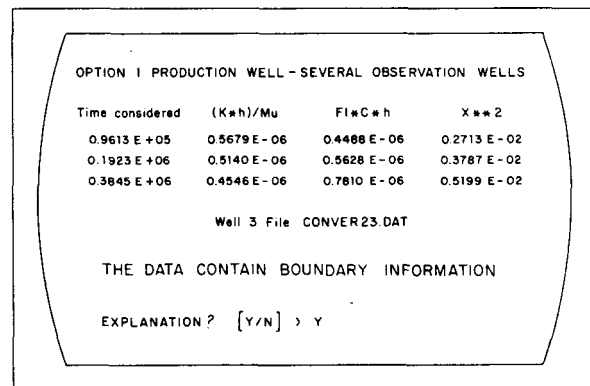 OPTION 1 PRODUCTION WELL - SEVERAL OBSERVATION WELLS
Time considered (K*h)/Mu FI*C*h X**2
0.9613 E+05 0.5679 E-06 0.4488 E-06 0.2713 E-02
0.1923 E+06 0.5140 E-06 0.5628 E-06 0.3787 E-02
0.3845 E+06 0.4546 E-06 0.7810 E-06 0.5199 E-02
Well 3 File CONVER23.DAT
THE DATA CONTAIN BOUNDARY INFORMATION
EXPLANATION? [Y/N] > Y